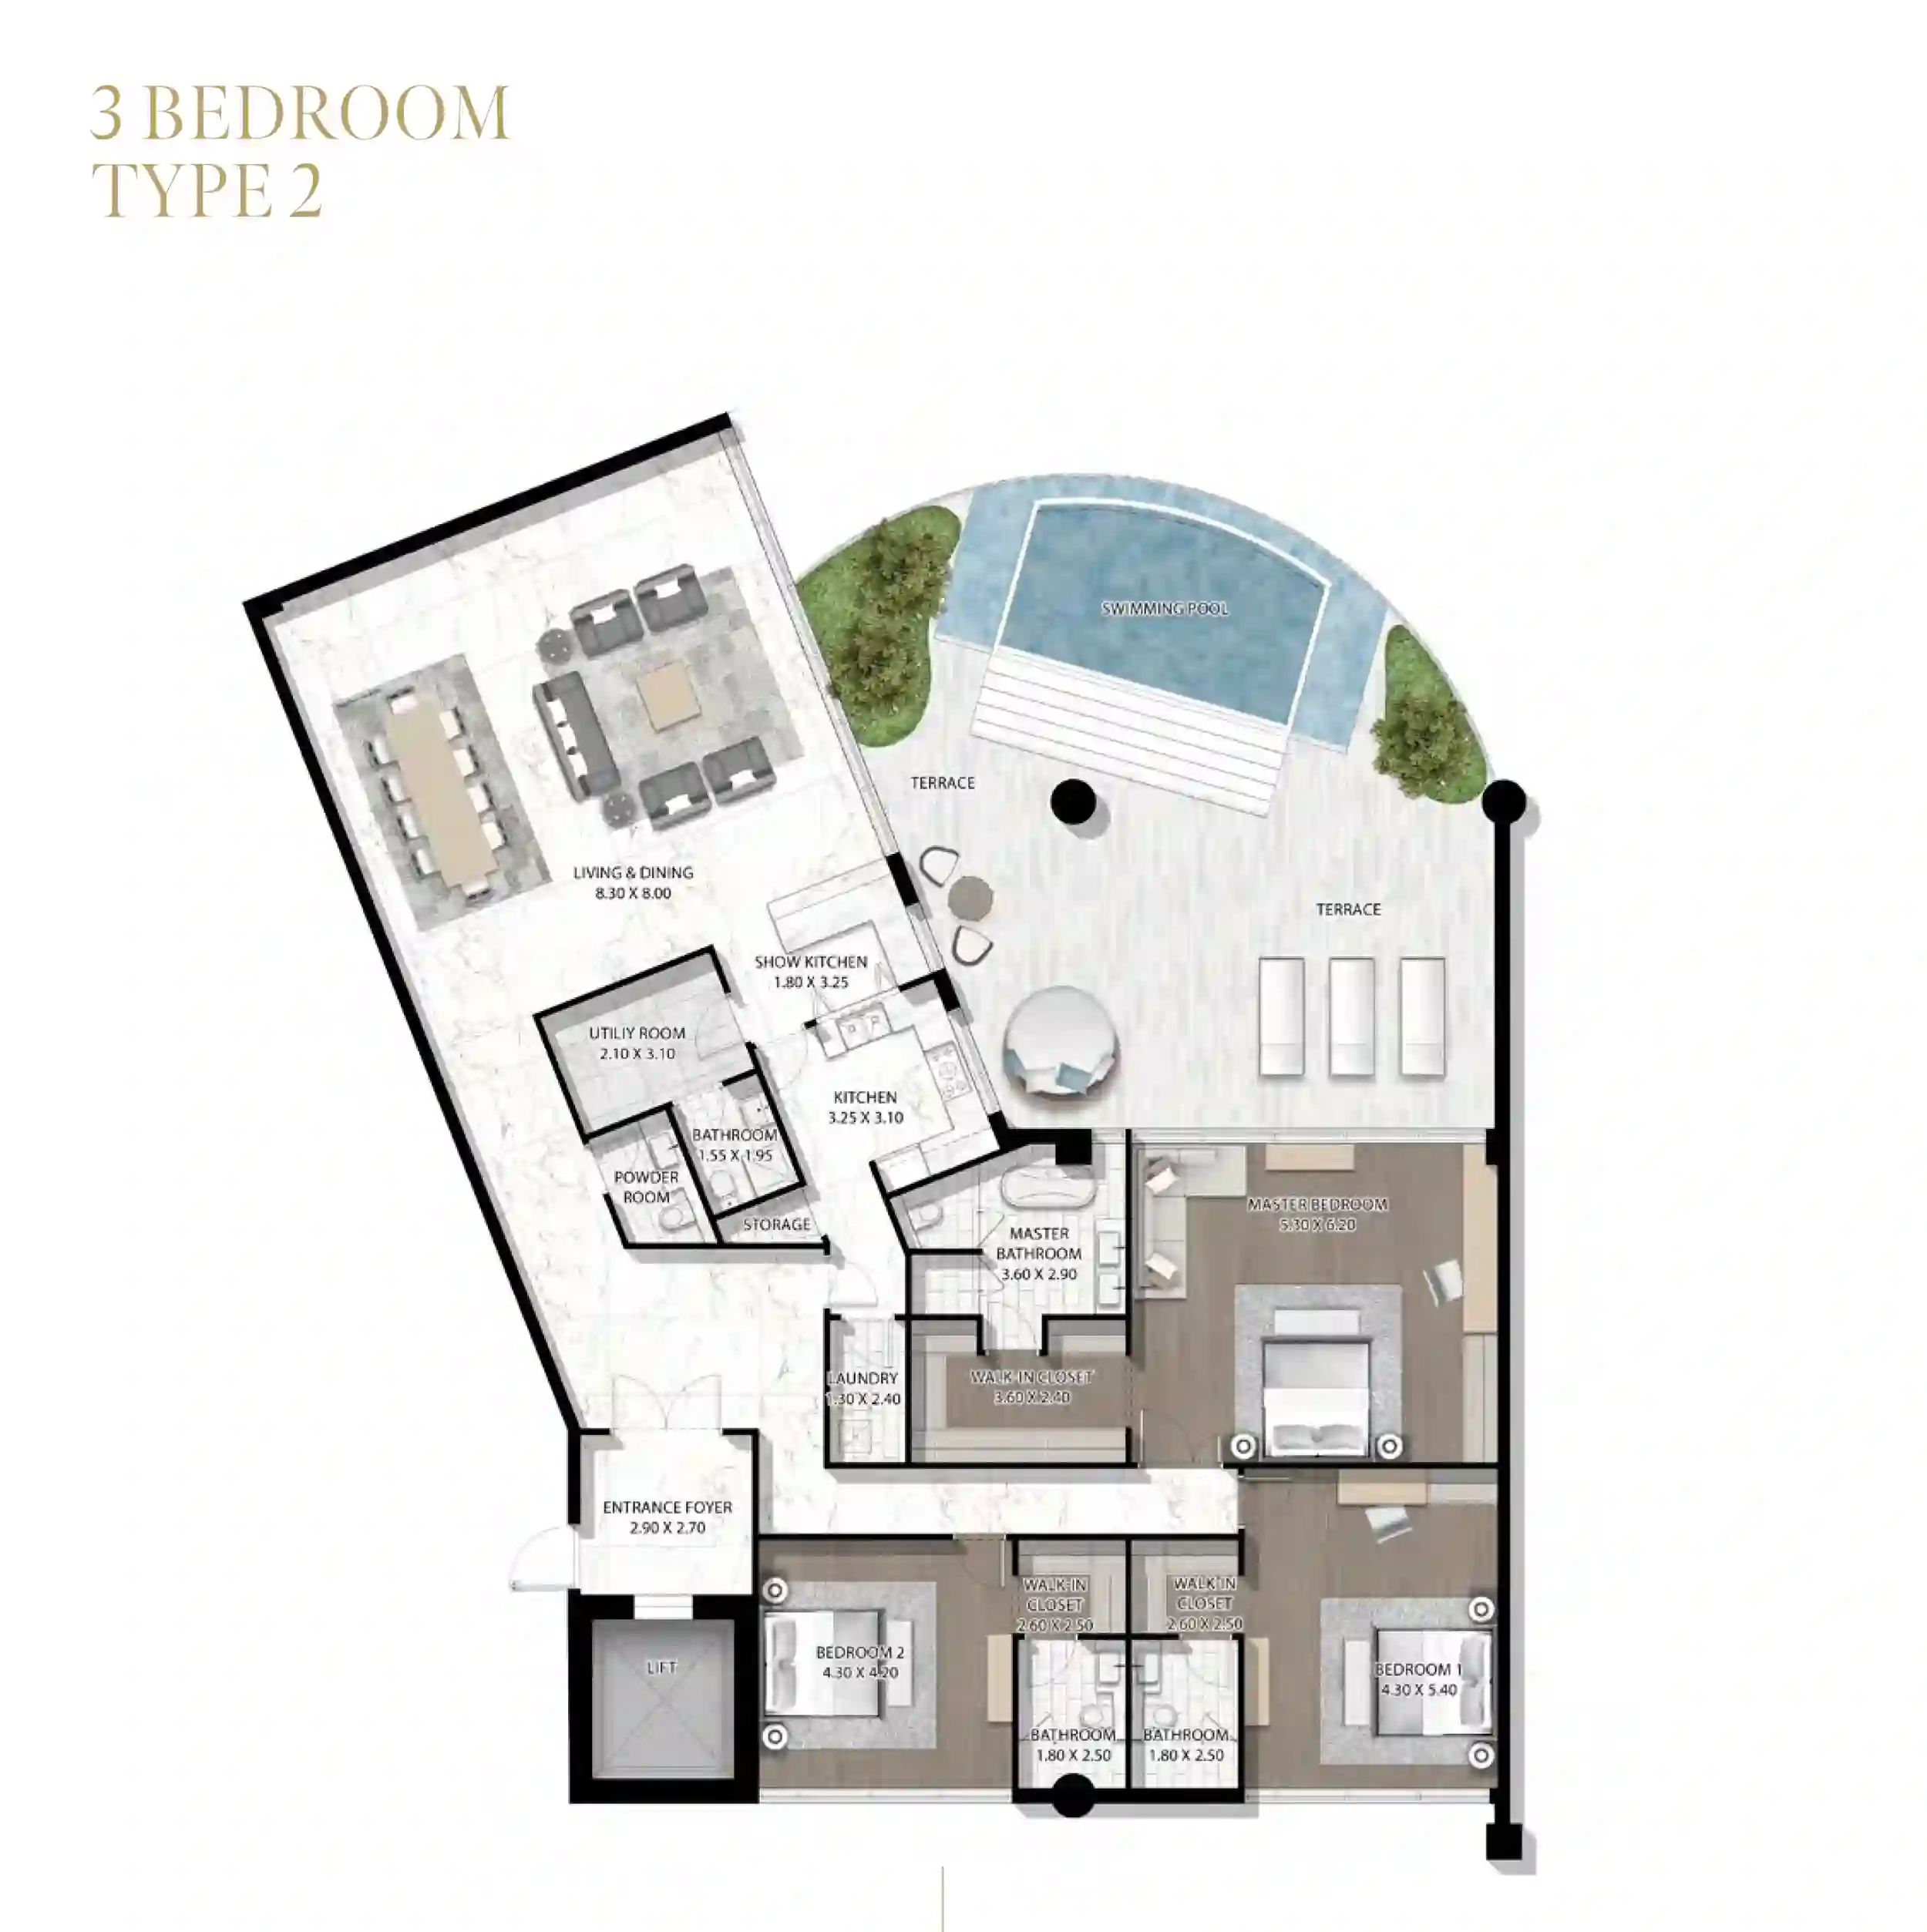 3 BEDROOM
TYPE 2
SWIMMING POOL
TERRACE
LIVING & DINING
8.30 X 8.00
TERRACE
SHOW KITCHEN
1.80 X 3.25
UTILIY ROOM
2.10 X 3.10
KITCHEN
3.25 X 3.10
BATHROOM
1.55 X 1.95
POWDER
ROOM
STORAGE
MASTER
BATHROOM
3.60 X 2.90
MASTER BEDROOM
5.30 X 6.20
LAUNDRY
1.30 X 2.40
WALK-IN CLOSET
3.60 X 2.40
ENTRANCE FOYER
2.90 X 2.70
LIFT
BEDROOM 2
4.30 X 4.20
WALK-IN
CLOSET
2.60 X 2.50
WALK-IN
CLOSET
2.60 X 2.50
BEDROOM 1
4.30 X 5.40
BATHROOM
1.80 X 2.50
BATHROOM
1.80 X 2.50